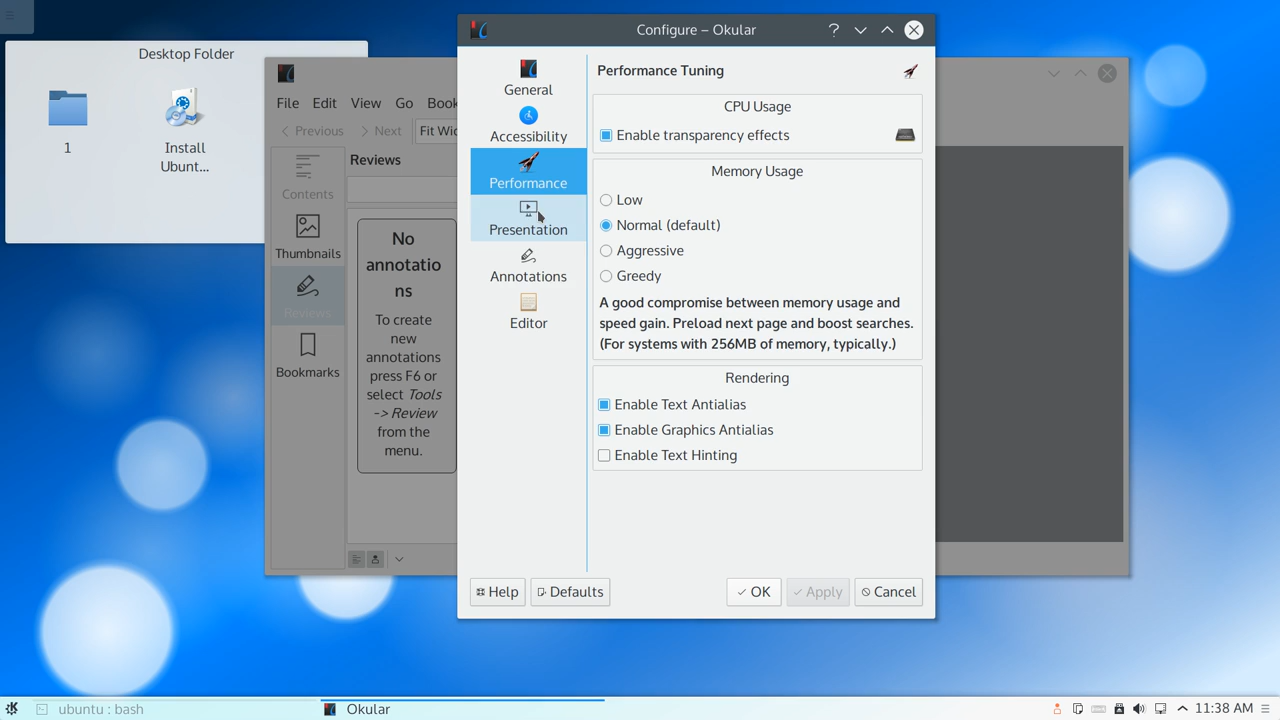 Desktop Folder
1
Install
Ubunt...
File Edit View Go Book
Previous Next Fit Wid
Contents
Thumbnails
Reviews
Bookmarks
Reviews
No
annotatio
ns
To create
new
annotations
press F6 or
select Tools
-> Review
from the
menu.
Configure – Okular
General
Accessibility
Performance
Presentation
Annotations
Editor
Performance Tuning
CPU Usage
Enable transparency effects
Memory Usage
Low
Normal (default)
Aggressive
Greedy
A good compromise between memory usage and
speed gain. Preload next page and boost searches.
(For systems with 256MB of memory, typically.)
Rendering
Enable Text Antialias
Enable Graphics Antialias
Enable Text Hinting
Help Defaults OK Apply Cancel
ubuntu : bash
Okular
11:38 AM